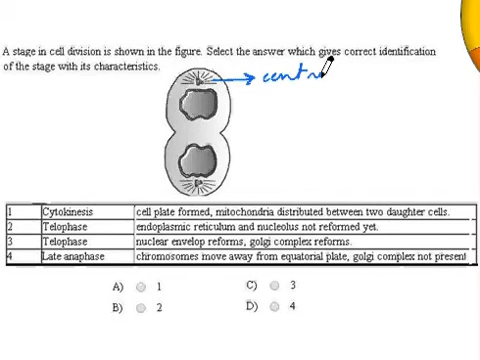 A stage in cell division is shown in the figure. Select the answer which gives correct identification
of the stage with its characteristics.
centr
1 Cytokinesis cell plate formed, mitochondria distributed between two daughter cells.
2 Telophase endoplasmic reticulum and nucleolus not reformed yet.
3 Telophase nuclear envelop reforms, golgi complex reforms.
4 Late anaphase chromosomes move away from equatorial plate, golgi complex not present
A) 1 C) 3
B) 2 D) 4